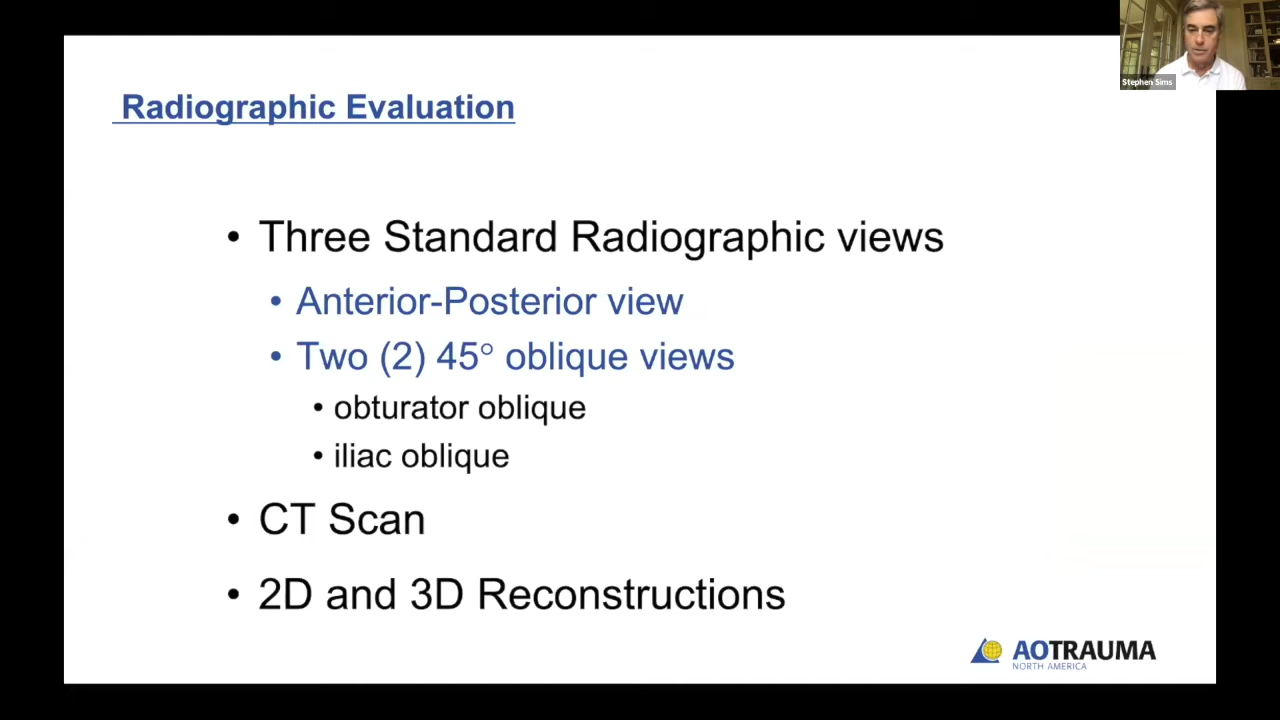 Stephen Sims
Radiographic Evaluation
• Three Standard Radiographic views
• Anterior-Posterior view
• Two (2) 45° oblique views
• obturator oblique
• iliac oblique
• CT Scan
• 2D and 3D Reconstructions
AOTRAUMA
NORTH AMERICA